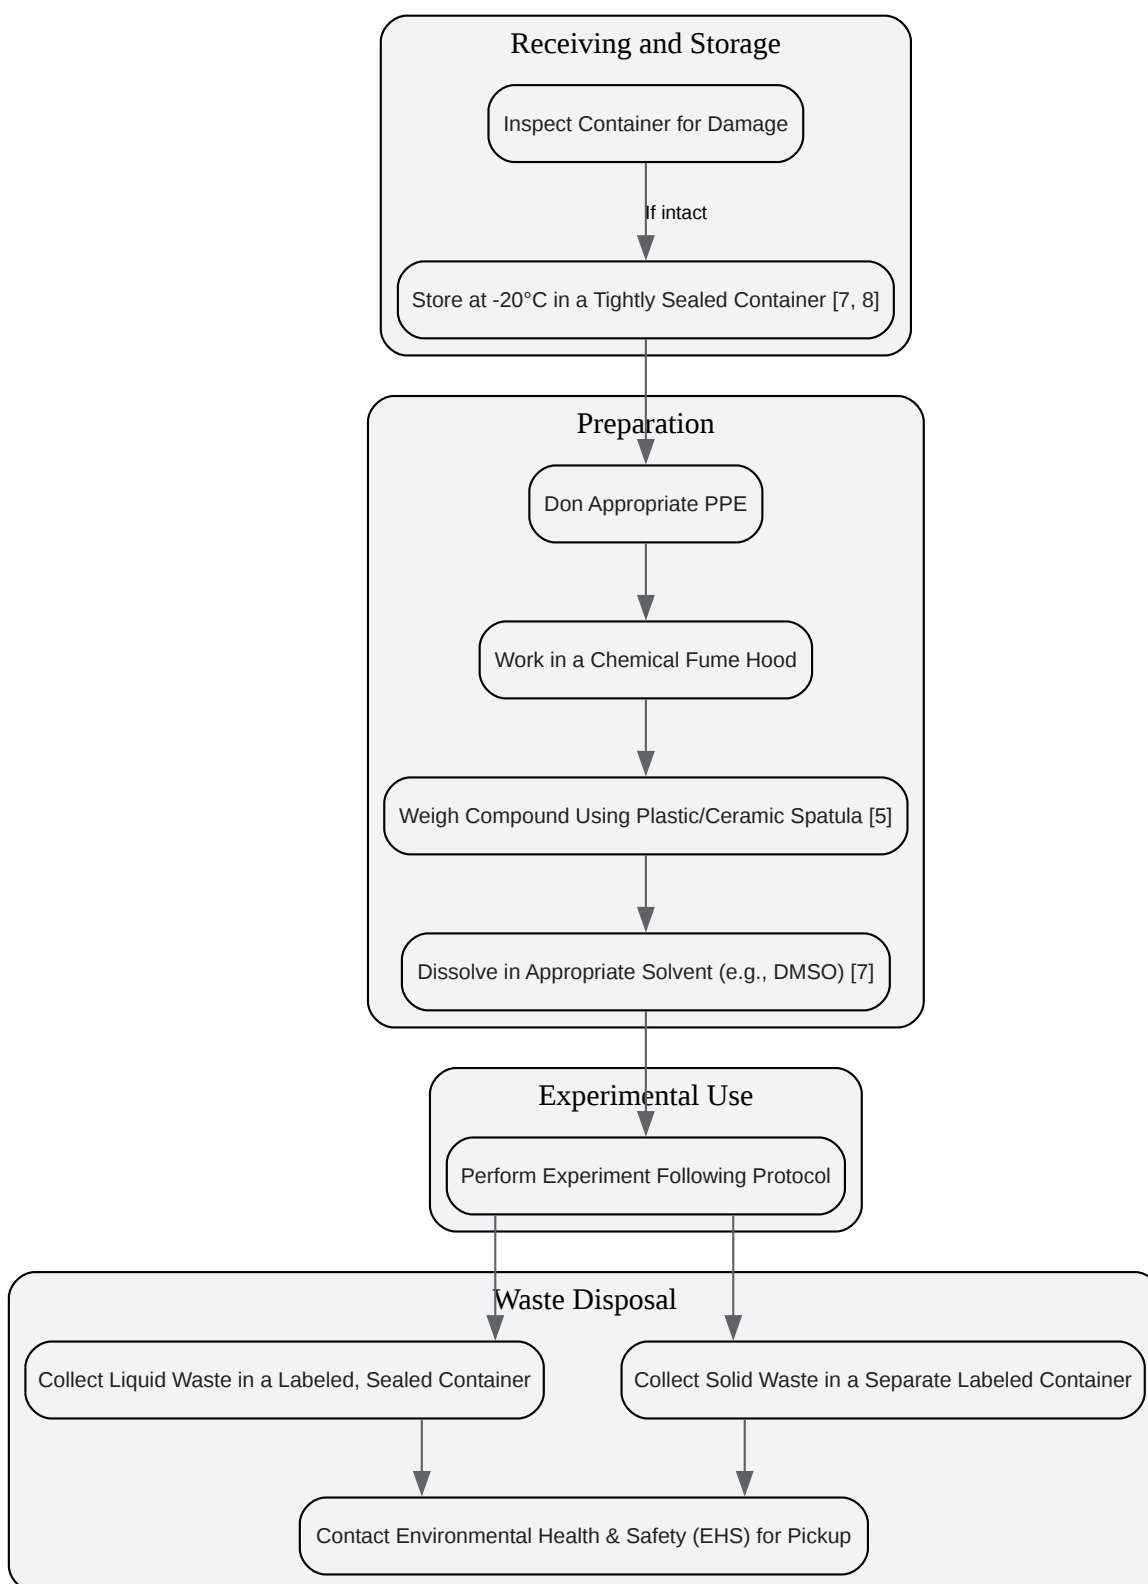 Receiving and Storage
Inspect Container for Damage
If intact
Store at -20°C in a Tightly Sealed Container [7, 8]
Preparation
Don Appropriate PPE
Work in a Chemical Fume Hood
Weigh Compound Using Plastic/Ceramic Spatula [5]
Dissolve in Appropriate Solvent (e.g., DMSO) [7]
Experimental Use
Perform Experiment Following Protocol
Waste Disposal
Collect Liquid Waste in a Labeled, Sealed Container
Collect Solid Waste in a Separate Labeled Container
Contact Environmental Health & Safety (EHS) for Pickup